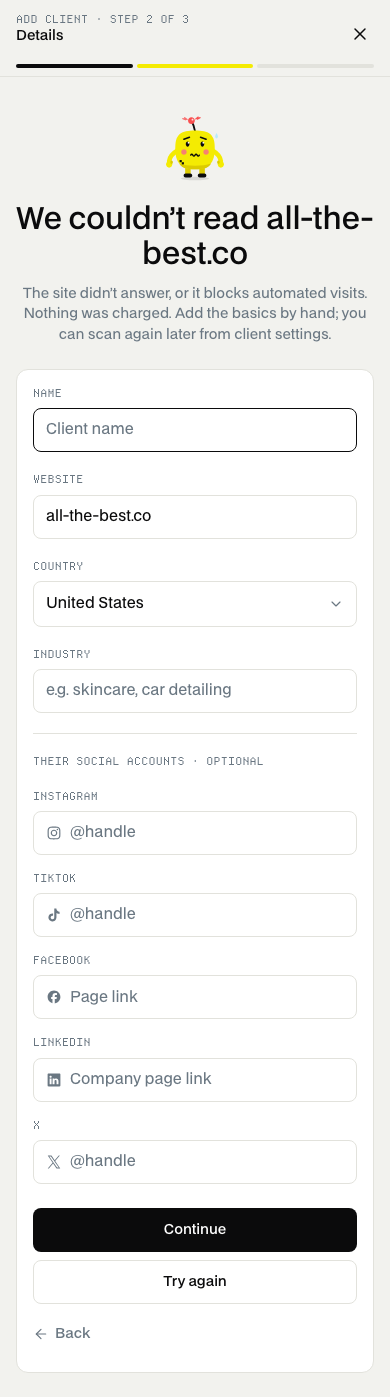 ADD CLIENT · STEP 2 OF 3
Details
We couldn’t read all-the-
best.co
The site didn’t answer, or it blocks automated visits.
Nothing was charged. Add the basics by hand; you
can scan again later from client settings.
NAME
Client name
WEBSITE
all-the-best.co
COUNTRY
United States
INDUSTRY
e.g. skincare, car detailing
THEIR SOCIAL ACCOUNTS · OPTIONAL
INSTAGRAM
@handle
TIKTOK
@handle
FACEBOOK
Page link
LINKEDIN
Company page link
X
@handle
Continue
Try again
Back